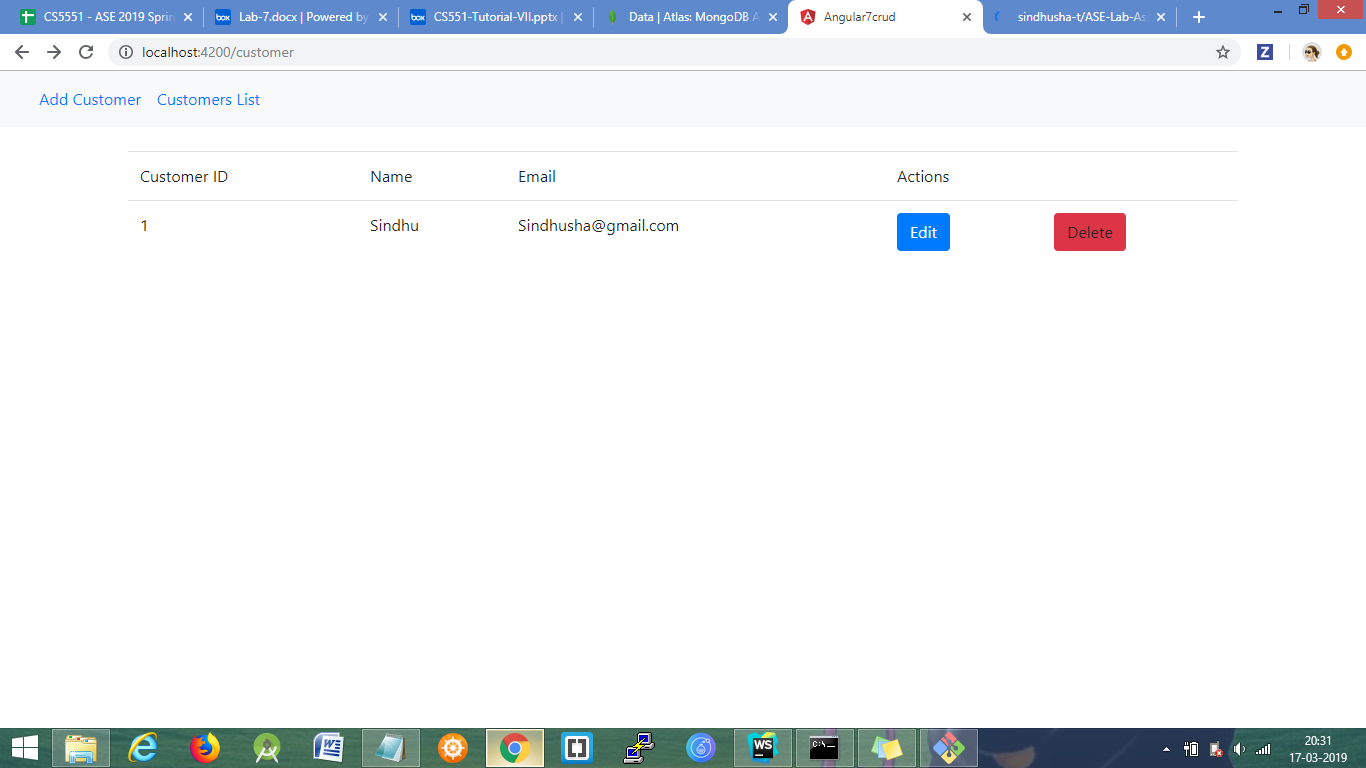 CS5551 - ASE 2019 Sprin
box Lab-7.docx | Powered by
box CS551-Tutorial-VII.pptx |
Data | Atlas: MongoDB A
Angular7crud
sindhusha-t/ASE-Lab-As
localhost:4200/customer
Z
Add Customer Customers List
Customer ID Name Email Actions
1 Sindhu Sindhusha@gmail.com Edit Delete
WS
C:\
20:31
17-03-2019